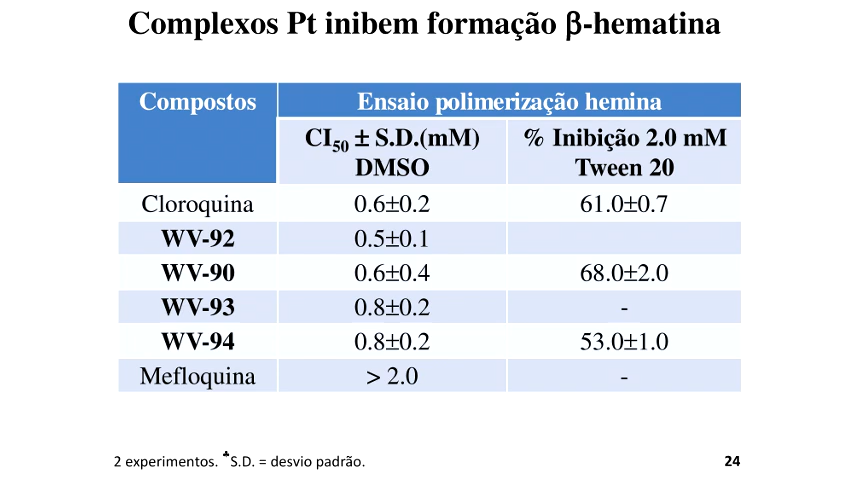 Complexos Pt inibem formação β-hematina
Compostos Ensaio polimerização hemina
CI50 ± S.D.(mM) % Inibição 2.0 mM
DMSO Tween 20
Cloroquina 0.6±0.2 61.0±0.7
WV-92 0.5±0.1
WV-90 0.6±0.4 68.0±2.0
WV-93 0.8±0.2 -
WV-94 0.8±0.2 53.0±1.0
Mefloquina > 2.0 -
2 experimentos. ♣S.D. = desvio padrão. 24